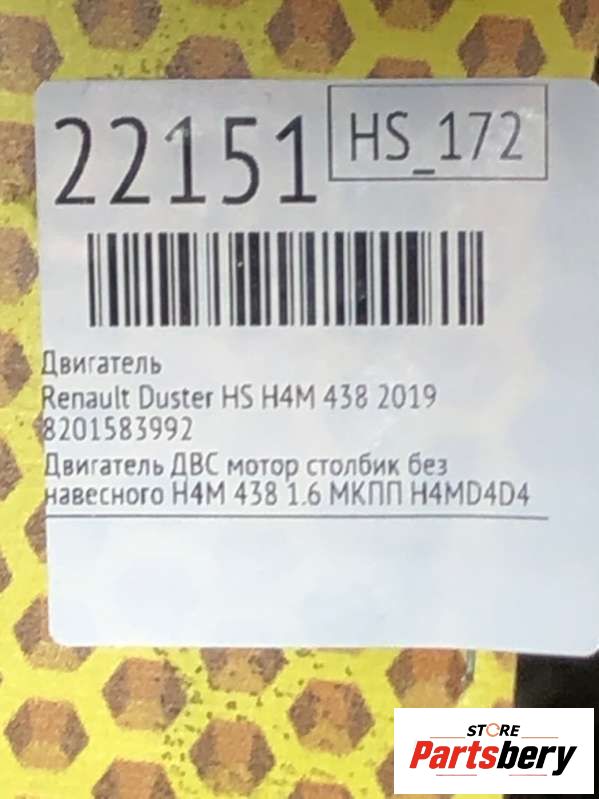 22151
HS_172
Двигатель
Renault Duster HS H4M 438 2019
8201583992
Двигатель ДВС мотор столбик без
навесного H4M 438 1.6 МКПП H4MD4D4
STORE
Partsbery